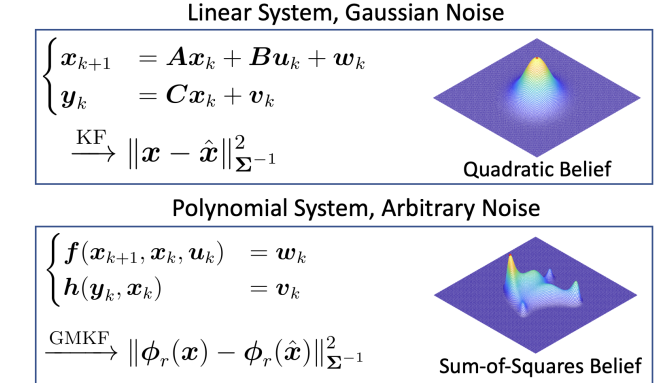 Linear System, Gaussian Noise
x_{k+1} = Ax_k + Bu_k + w_k
y_k = Cx_k + v_k
KF
‖x − x̂‖²_{Σ⁻¹}
Quadratic Belief
Polynomial System, Arbitrary Noise
f(x_{k+1}, x_k, u_k) = w_k
h(y_k, x_k) = v_k
GMKF
‖ϕ_r(x) − ϕ_r(x̂)‖²_{Σ⁻¹}
Sum-of-Squares Belief